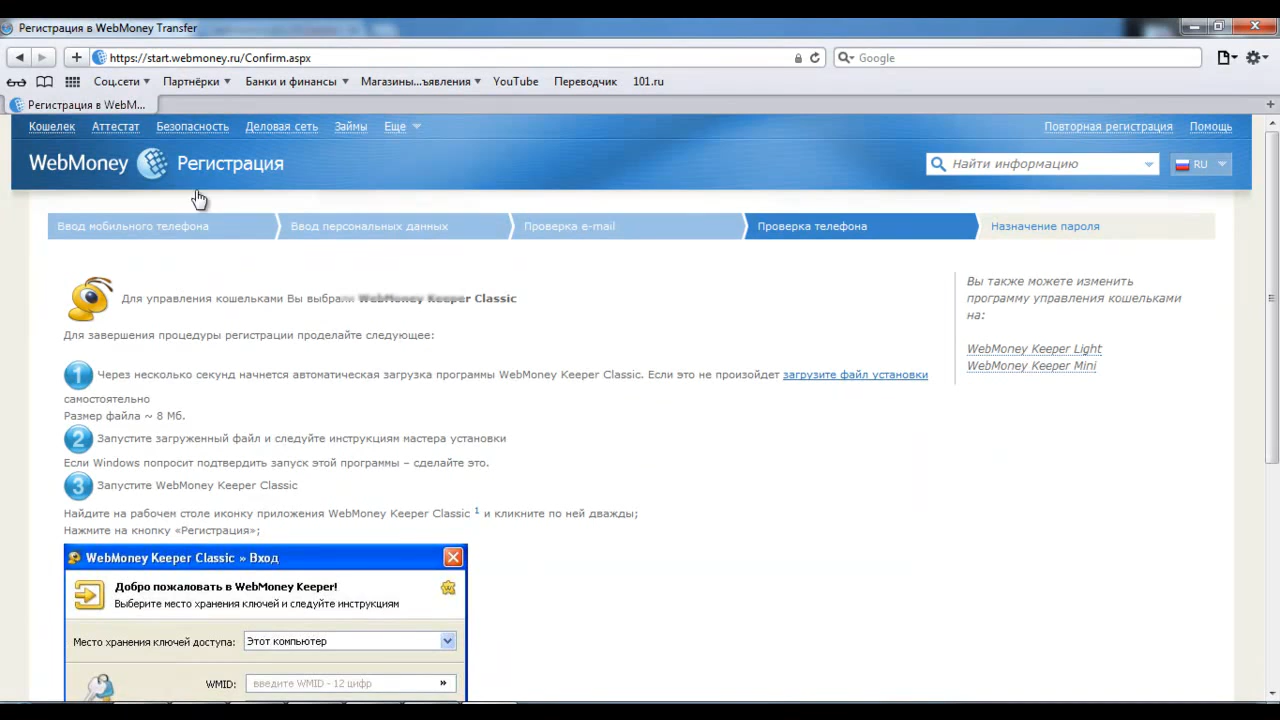 Регистрация в WebMoney Transfer
https://start.webmoney.ru/Confirm.aspx
Google
Соц.сети Партнёрки Банки и финансы Магазины...ъявления YouTube Переводчик 101.ru
Регистрация в WebM...
Кошелек Аттестат Безопасность Деловая сеть Займы Еще Повторная регистрация Помощь
WebMoney Регистрация Найти информацию RU
Ввод мобильного телефона Ввод персональных данных Проверка e-mail Проверка телефона Назначение пароля
Для управления кошельками Вы выбрали WebMoney Keeper Classic
Для завершения процедуры регистрации проделайте следующее:
1 Через несколько секунд начнется автоматическая загрузка программы WebMoney Keeper Classic. Если это не произойдет загрузите файл установки
самостоятельно
Размер файла ~ 8 Мб.
2 Запустите загруженный файл и следуйте инструкциям мастера установки
Если Windows попросит подтвердить запуск этой программы – сделайте это.
3 Запустите WebMoney Keeper Classic
Найдите на рабочем столе иконку приложения WebMoney Keeper Classic 1 и кликните по ней дважды;
Нажмите на кнопку «Регистрация»;
WebMoney Keeper Classic » Вход
Добро пожаловать в WebMoney Keeper!
Выберите место хранения ключей и следуйте инструкциям
Место хранения ключей доступа: Этот компьютер
WMID: введите WMID - 12 цифр »
Вы также можете изменить
программу управления кошельками
на:
WebMoney Keeper Light
WebMoney Keeper Mini